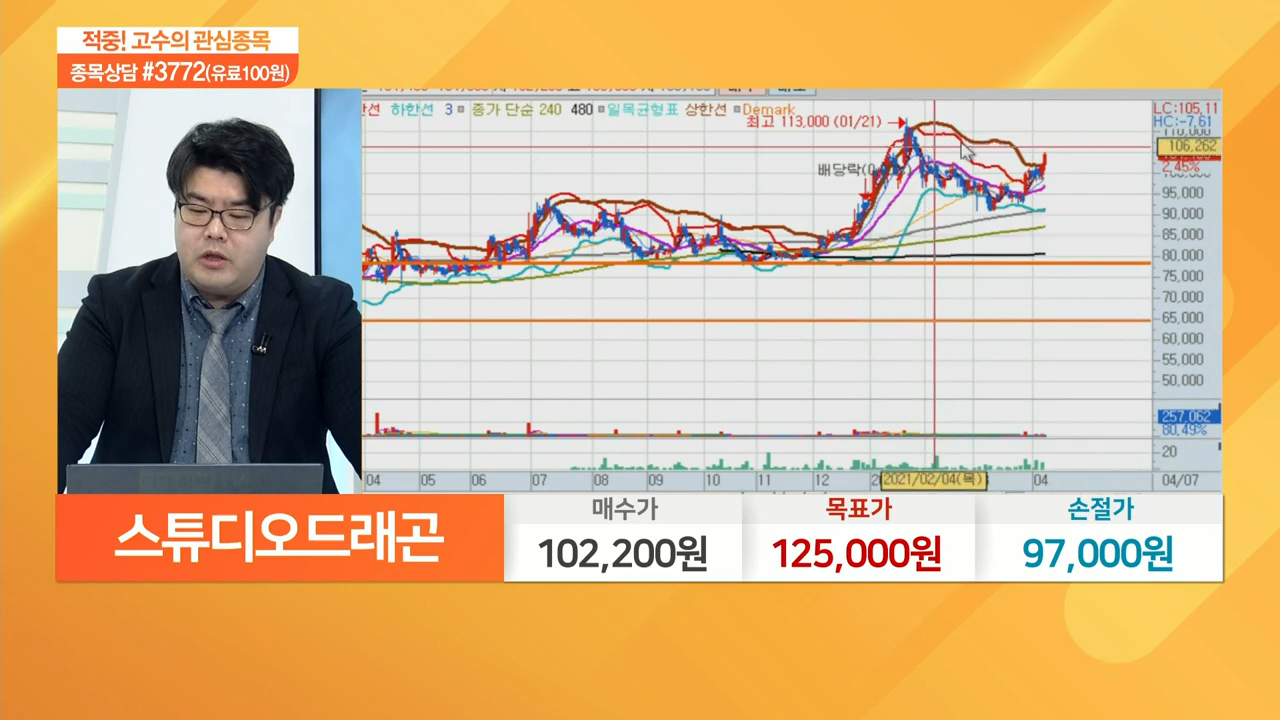 적중! 고수의 관심종목
종목상담 #3772(유료100원)
하한선 3 종가 단순 240 480 일목균형표 상한선 Demark
LC:105.11
HC:-7.61
최고 113,000 (01/21)
110,000
106,262
2.45%
배당락
95,000
90,000
85,000
80,000
75,000
70,000
65,000
60,000
55,000
50,000
257,062
80.49%
20
04 05 06 07 08 09 10 11 12 2021/02/04(목) 04 04/07
스튜디오드래곤
매수가 목표가 손절가
102,200원 125,000원 97,000원